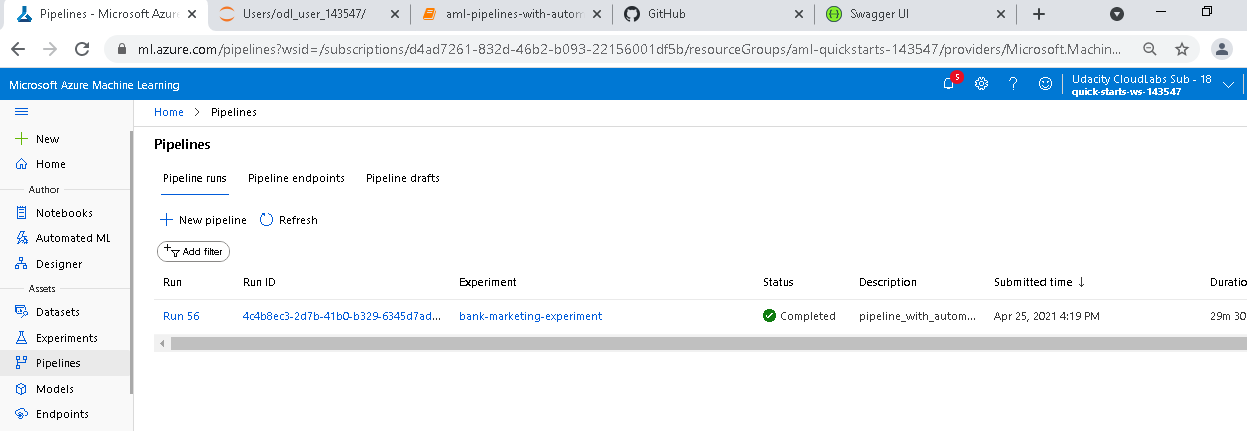 Pipelines - Microsoft Azur
Users/odl_user_143547/
aml-pipelines-with-autom
GitHub
Swagger UI
ml.azure.com/pipelines?wsid=/subscriptions/d4ad7261-832d-46b2-b093-22156001df5b/resourceGroups/aml-quickstarts-143547/providers/Microsoft.Machin...
Microsoft Azure Machine Learning
5
Udacity CloudLabs Sub - 18
quick-starts-ws-143547
Home > Pipelines
New
Home
Author
Notebooks
Automated ML
Designer
Assets
Datasets
Experiments
Pipelines
Models
Endpoints
Pipelines
Pipeline runs Pipeline endpoints Pipeline drafts
New pipeline Refresh
Add filter
Run Run ID Experiment Status Description Submitted time ↓ Duratio
Run 56 4c4b8ec3-2d7b-41b0-b329-6345d7ad... bank-marketing-experiment Completed pipeline_with_autom... Apr 25, 2021 4:19 PM 29m 30